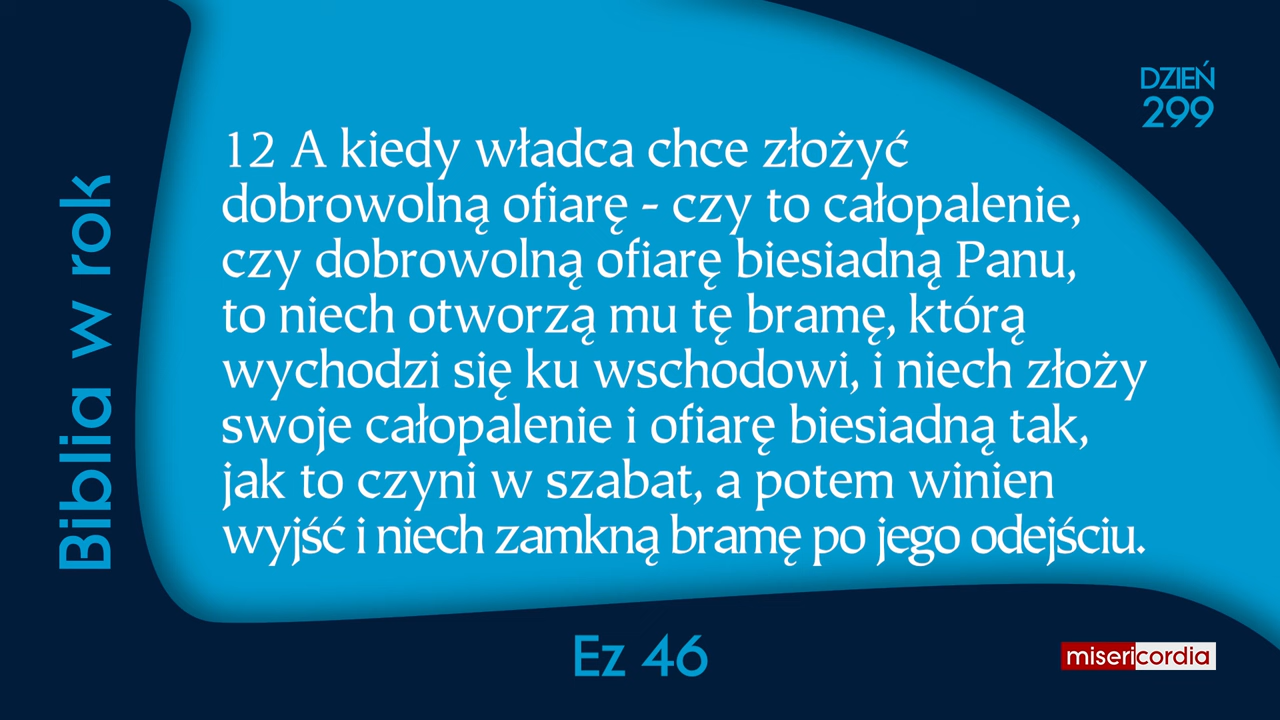 DZIEŃ
299
12 A kiedy władca chce złożyć
dobrowolną ofiarę - czy to całopalenie,
czy dobrowolną ofiarę biesiadną Panu,
to niech otworzą mu tę bramę, którą
wychodzi się ku wschodowi, i niech złoży
swoje całopalenie i ofiarę biesiadną tak,
jak to czyni w szabat, a potem winien
wyjść i niech zamkną bramę po jego odejściu.
Biblia w rok
Ez 46
misericordia